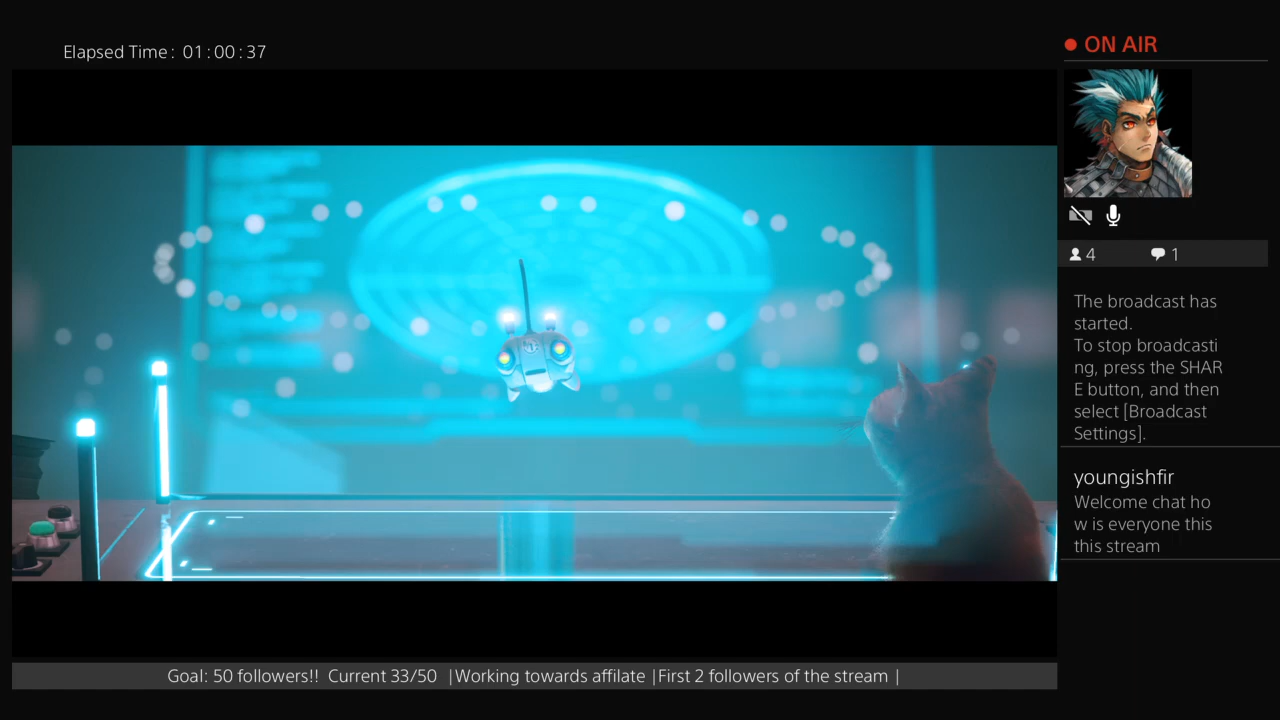 Elapsed Time: 01:00:37
ON AIR
4
1
The broadcast has
started.
To stop broadcasti
ng, press the SHAR
E button, and then
select [Broadcast
Settings].
youngishfir
Welcome chat ho
w is everyone this
this stream
Goal: 50 followers!! Current 33/50 |Working towards affilate |First 2 followers of the stream |